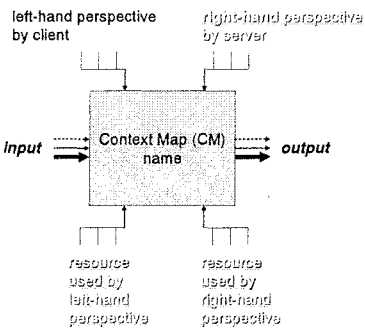 left-hand perspective
by client
right-hand perspective
by server
Input
Context Map (CM)
name
output
resource
used by
left-hand
perspective
resource
used by
right-hand
perspective